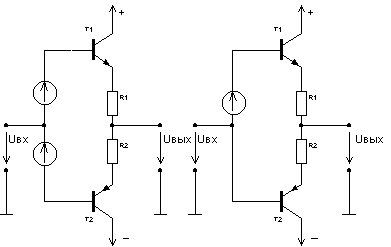 + +
T1 T1
R1 R1
Uвх Uвых Uвх Uвых
R2 R2
T2 T2
− −